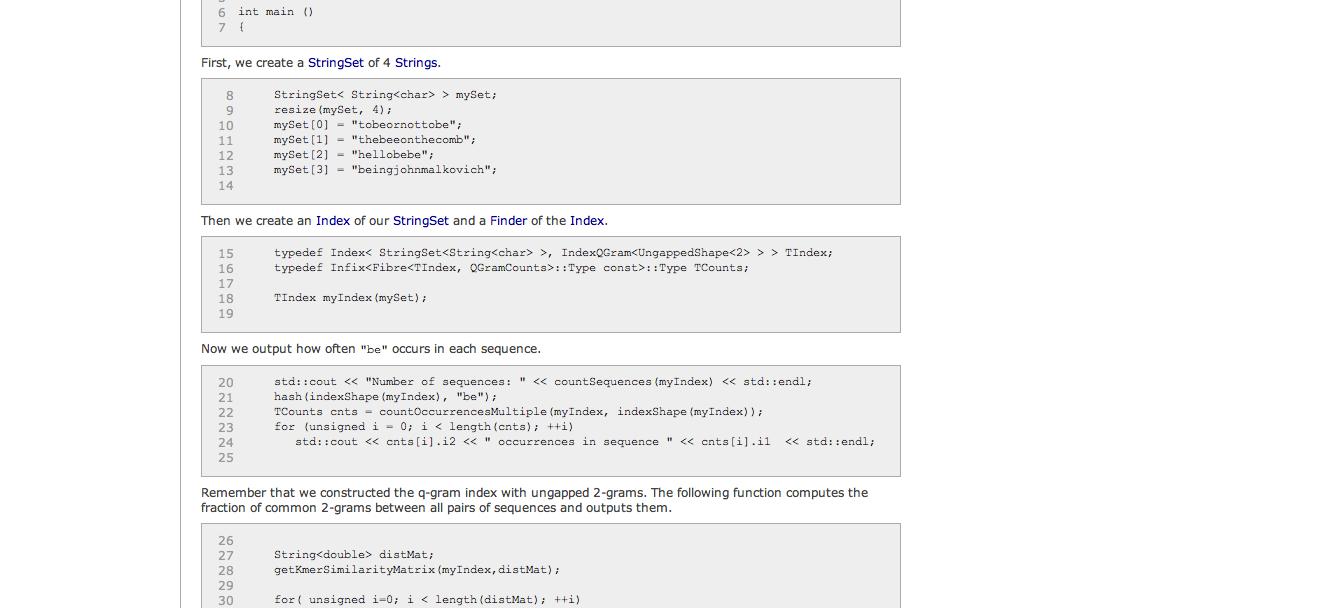 6 int main ()
7 {
First, we create a StringSet of 4 Strings.
8 StringSet< String<char> > mySet;
9 resize(mySet, 4);
10 mySet[0] = "tobeornottobe";
11 mySet[1] = "thebeeonthecomb";
12 mySet[2] = "hellobebe";
13 mySet[3] = "beingjohnmalkovich";
14
Then we create an Index of our StringSet and a Finder of the Index.
15 typedef Index< StringSet<String<char> >, IndexQGram<UngappedShape<2> > > TIndex;
16 typedef Infix<Fibre<TIndex, QGramCounts>::Type const>::Type TCounts;
17
18 TIndex myIndex(mySet);
19
Now we output how often "be" occurs in each sequence.
20 std::cout << "Number of sequences: " << countSequences(myIndex) << std::endl;
21 hash(indexShape(myIndex), "be");
22 TCounts cnts = countOccurrencesMultiple(myIndex, indexShape(myIndex));
23 for (unsigned i = 0; i < length(cnts); ++i)
24 std::cout << cnts[i].i2 << " occurrences in sequence " << cnts[i].i1 << std::endl;
25
Remember that we constructed the q-gram index with ungapped 2-grams. The following function computes the
fraction of common 2-grams between all pairs of sequences and outputs them.
26
27 String<double> distMat;
28 getKmerSimilarityMatrix(myIndex,distMat);
29
30 for( unsigned i=0; i < length(distMat); ++i)